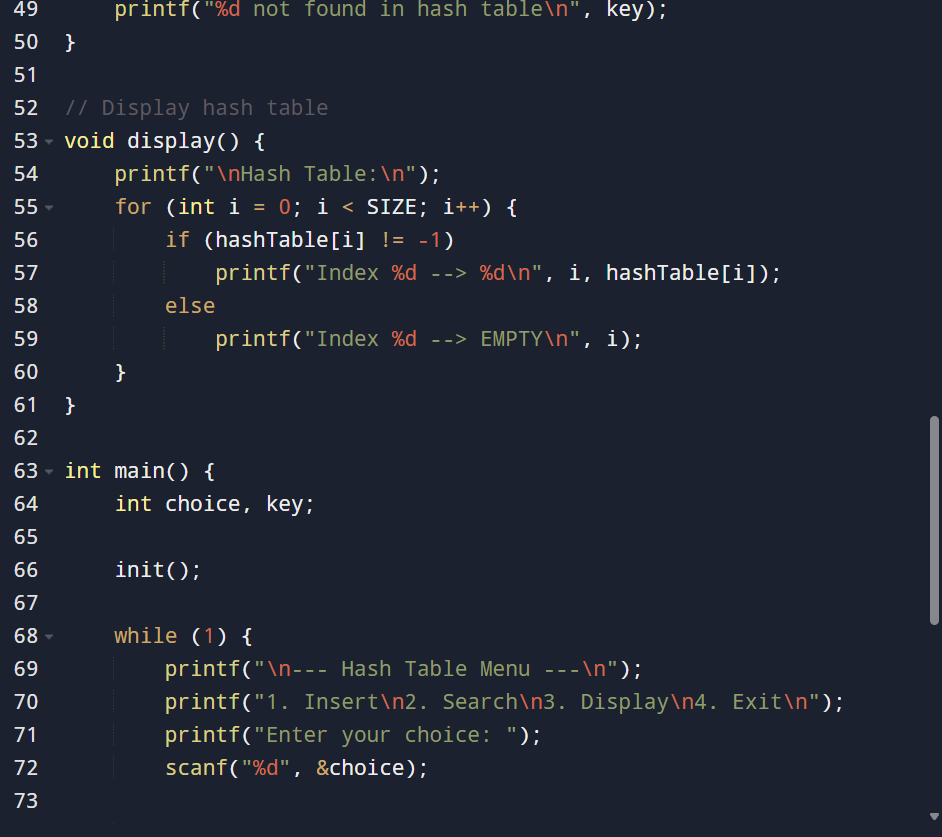 49     printf("%d not found in hash table\n", key);
50 }
51
52 // Display hash table
53 void display() {
54     printf("\nHash Table:\n");
55     for (int i = 0; i < SIZE; i++) {
56         if (hashTable[i] != -1)
57             printf("Index %d --> %d\n", i, hashTable[i]);
58         else
59             printf("Index %d --> EMPTY\n", i);
60     }
61 }
62
63 int main() {
64     int choice, key;
65
66     init();
67
68     while (1) {
69         printf("\n--- Hash Table Menu ---\n");
70         printf("1. Insert\n2. Search\n3. Display\n4. Exit\n");
71         printf("Enter your choice: ");
72         scanf("%d", &choice);
73